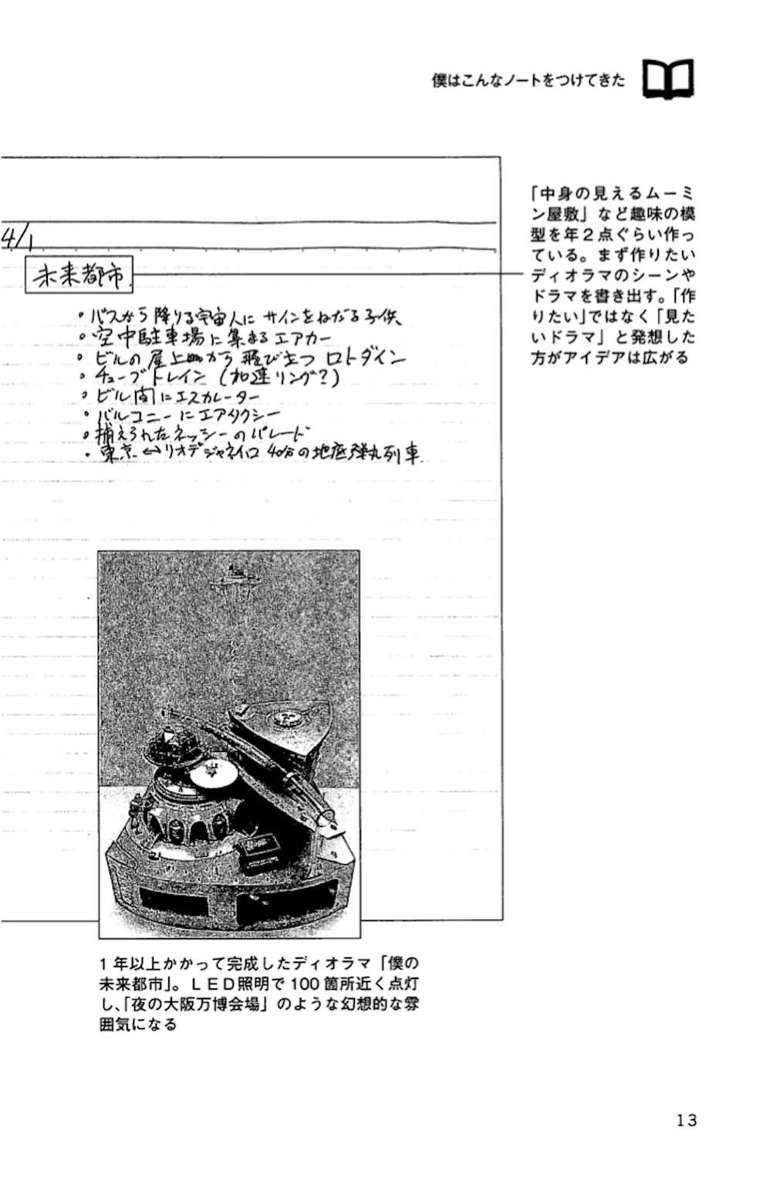 僕はこんなノートをつけてきた
「中身の見えるムーミ
ン屋敷」など趣味の模
型を年２点ぐらい作っ
ている。まず作りたい
ディオラマのシーンや
ドラマを書き出す。「作
りたい」ではなく「見た
いドラマ」と発想した
方がアイデアは広がる
4/1
未来都市
・バスから降りる宇宙人にサインをねだる子供
・空中駐車場に集まるエアカー
・ビルの屋上から飛び立つロトダイン
・チューブトレイン（加速リング？）
・ビル間にエスカレーター
・バルコニーにエアタクシー
・捕えられたネッシーのパレード
・東京⇔リオデジャネイロ 40分の地底弾丸列車
１年以上かかって完成したディオラマ「僕の
未来都市」。ＬＥＤ照明で100箇所近く点灯
し、「夜の大阪万博会場」のような幻想的な雰
囲気になる
13